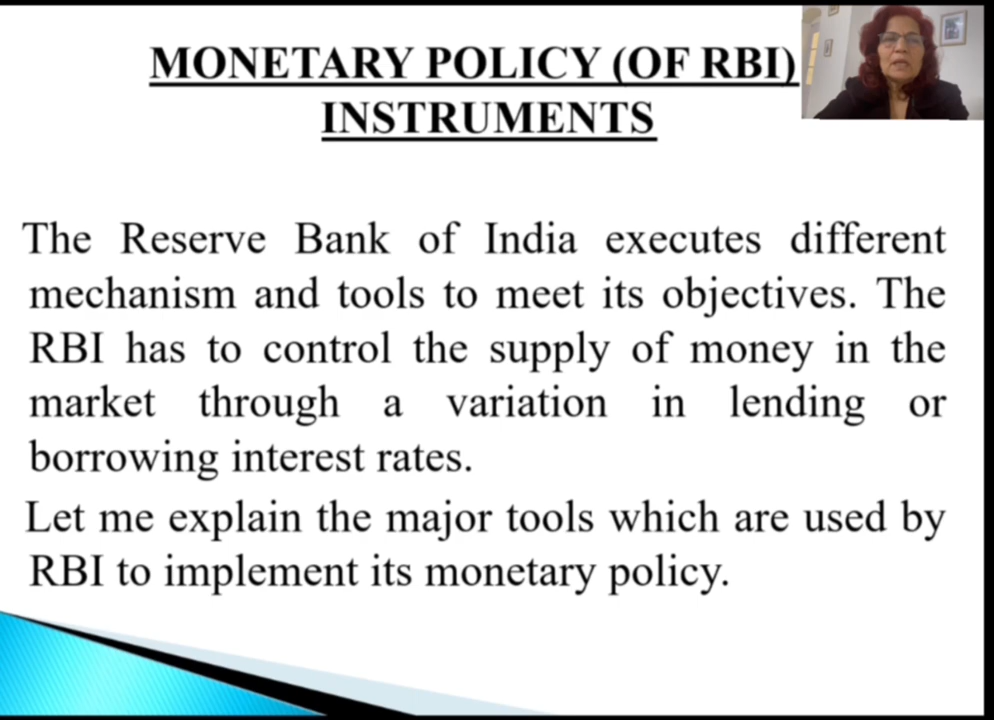 MONETARY POLICY (OF RBI)
INSTRUMENTS
The Reserve Bank of India executes different
mechanism and tools to meet its objectives. The
RBI has to control the supply of money in the
market through a variation in lending or
borrowing interest rates.
Let me explain the major tools which are used by
RBI to implement its monetary policy.